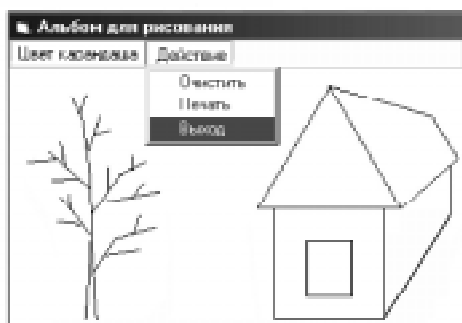 Альбом для рисования
Цвет карандаша Действие
Очистить
Печать
Выход